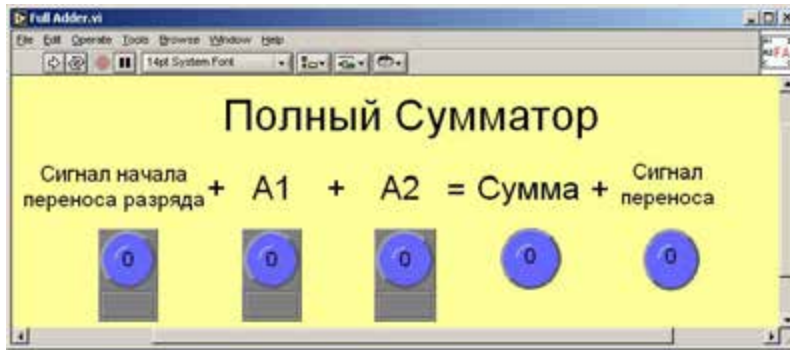 Full Adder.vi
File Edit Operate Tools Browse Window Help
14pt System Font
FA
Полный Сумматор
Сигнал начала
переноса разряда + A1 + A2 = Сумма + Сигнал
переноса
0 0 0 0 0